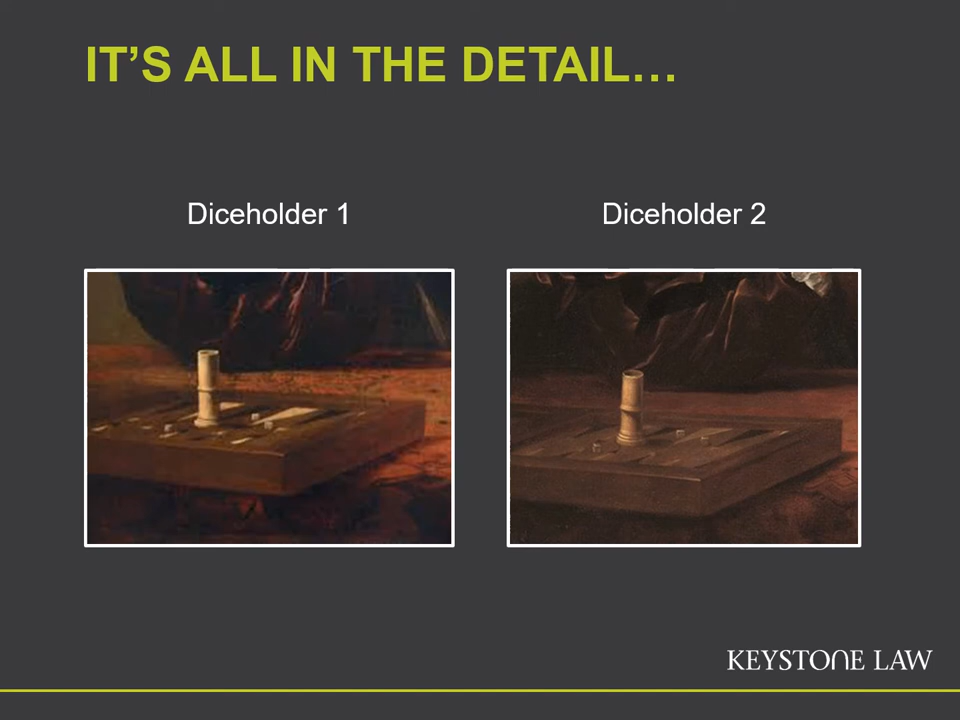 IT’S ALL IN THE DETAIL…
Diceholder 1
Diceholder 2
KEYSTONE LAW